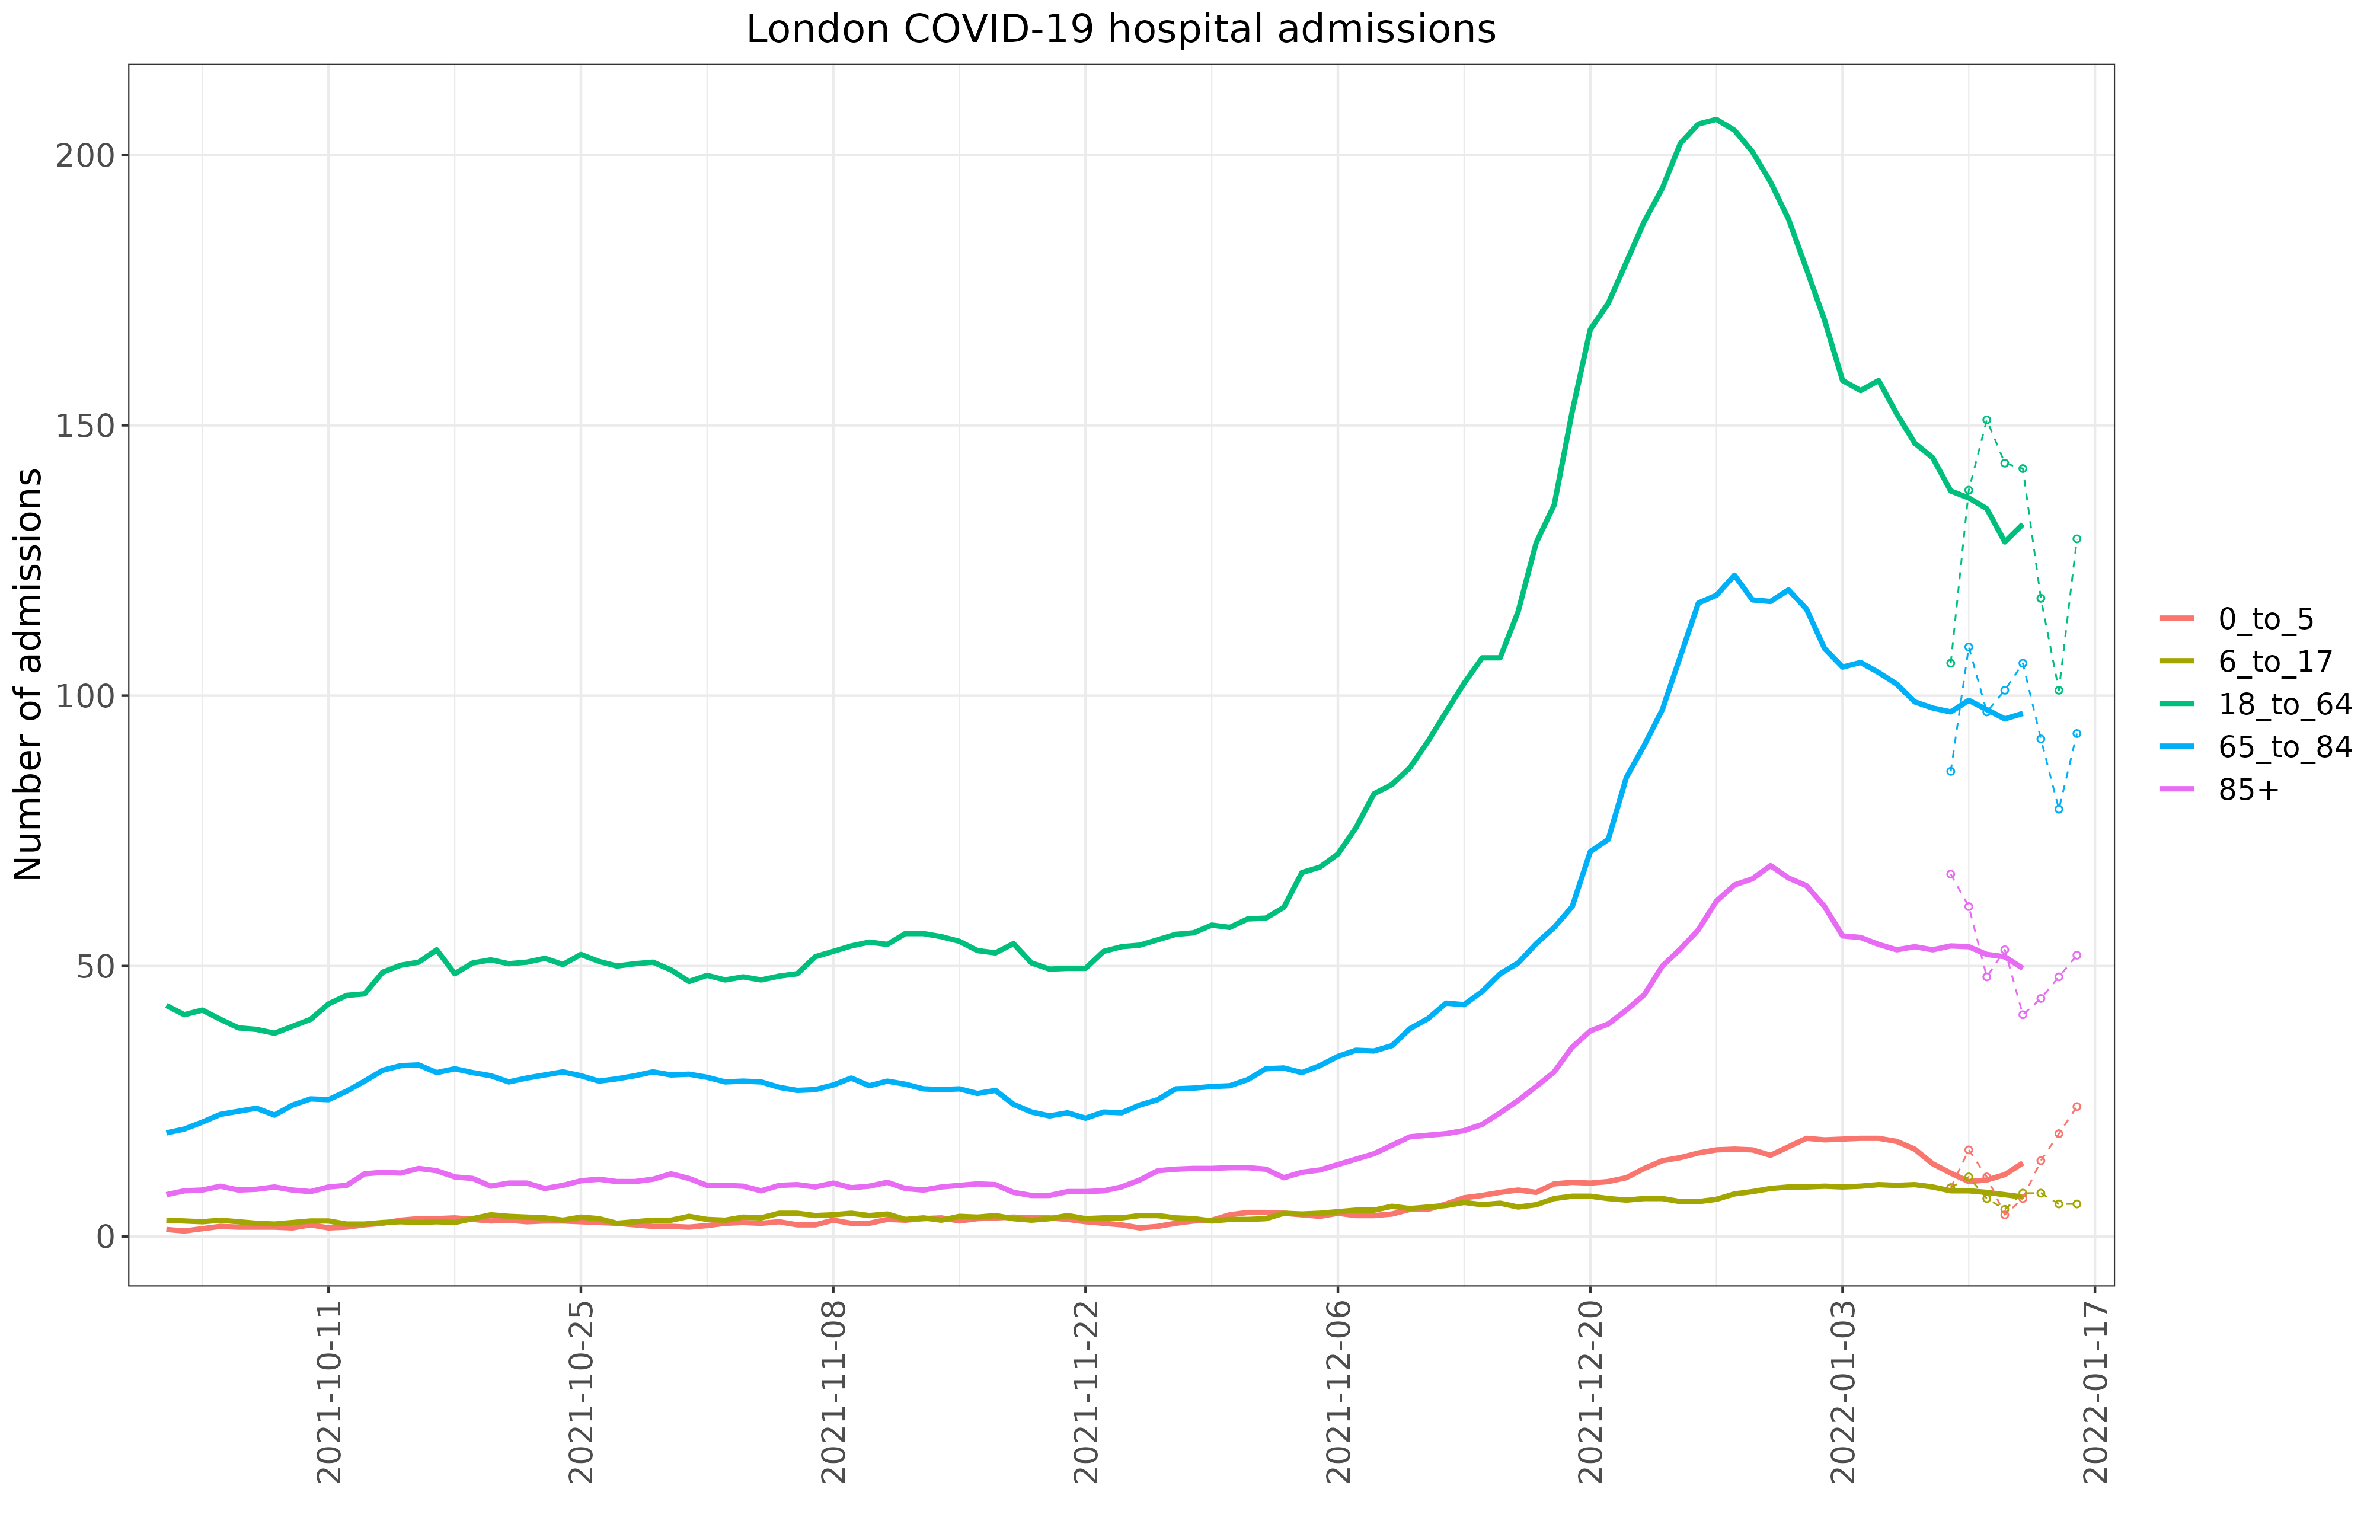 London COVID-19 hospital admissions
Number of admissions
200
150
100
50
0
2021-10-11
2021-10-25
2021-11-08
2021-11-22
2021-12-06
2021-12-20
2022-01-03
2022-01-17
0_to_5
6_to_17
18_to_64
65_to_84
85+